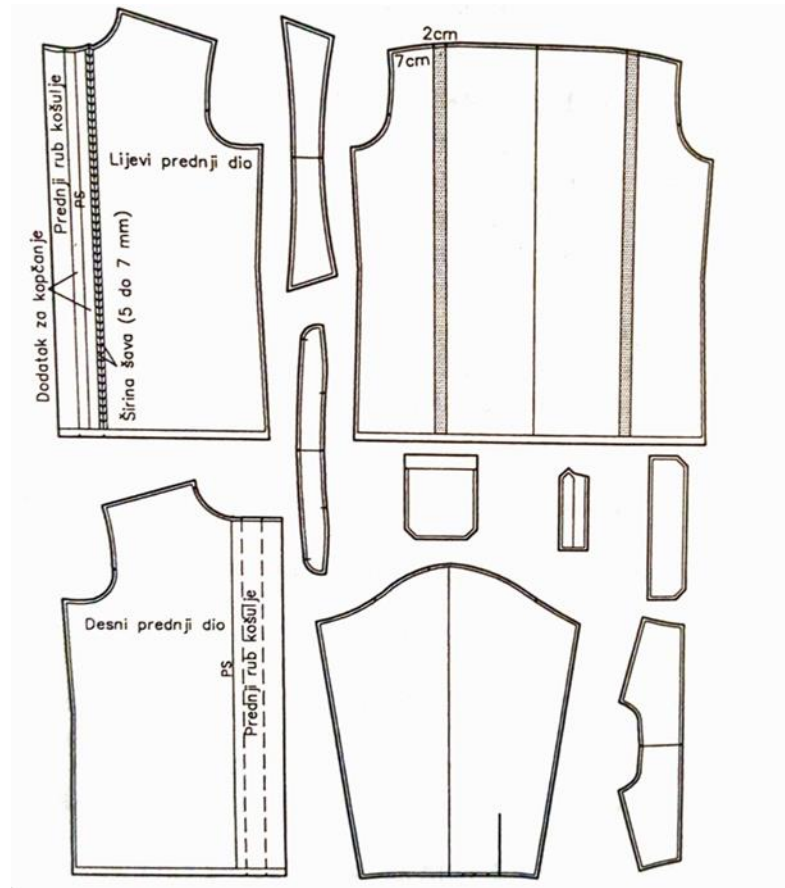 2cm
7cm
Dodatak za kopčanje
Prednji rub košulje
PS
Širina šava (5 do 7 mm)
Lijevi prednji dio
Desni prednji dio
PS
Prednji rub košulje